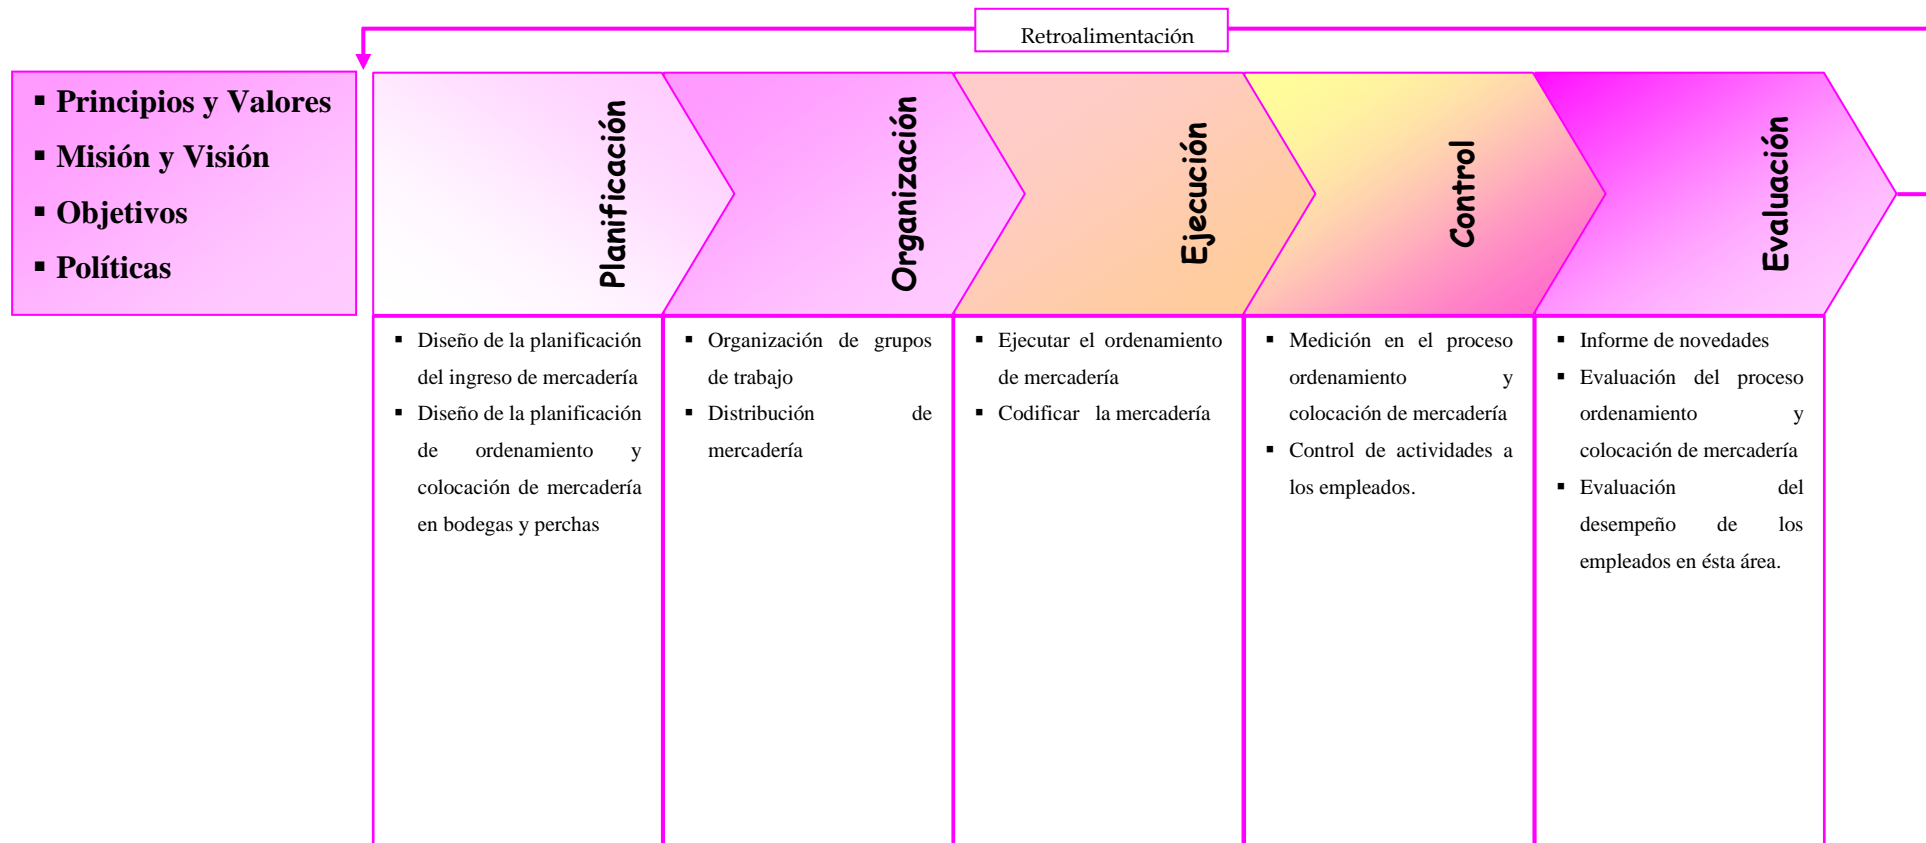 Retroalimentación
▪ Principios y Valores
▪ Misión y Visión
▪ Objetivos
▪ Políticas
Planificación
Organización
Ejecución
Control
Evaluación
▪ Diseño de la planificación
del ingreso de mercadería
▪ Diseño de la planificación
de ordenamiento y
colocación de mercadería
en bodegas y perchas
▪ Organización de grupos
de trabajo
▪ Distribución de
mercadería
▪ Ejecutar el ordenamiento
de mercadería
▪ Codificar la mercadería
▪ Medición en el proceso
ordenamiento y
colocación de mercadería
▪ Control de actividades a
los empleados.
▪ Informe de novedades
▪ Evaluación del proceso
ordenamiento y
colocación de mercadería
▪ Evaluación del
desempeño de los
empleados en ésta área.